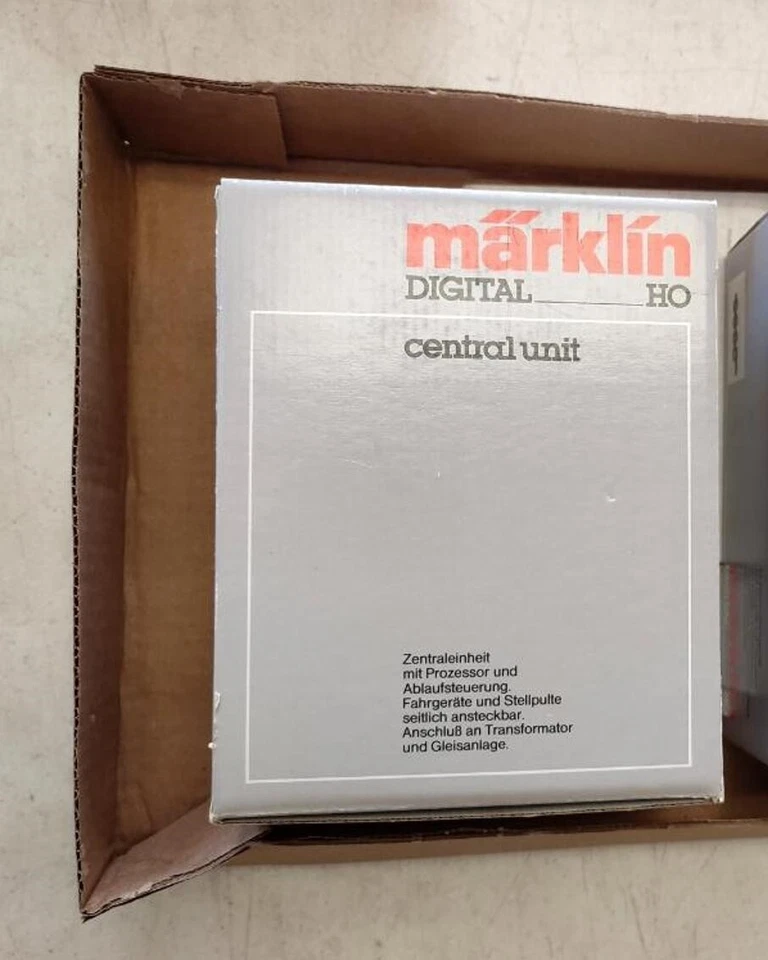 märklin
DIGITAL HO
central unit
Zentraleinheit
mit Prozessor und
Ablaufsteuerung.
Fahrgeräte und Stellpulte
seitlich ansteckbar.
Anschluß an Transformator
und Gleisanlage.